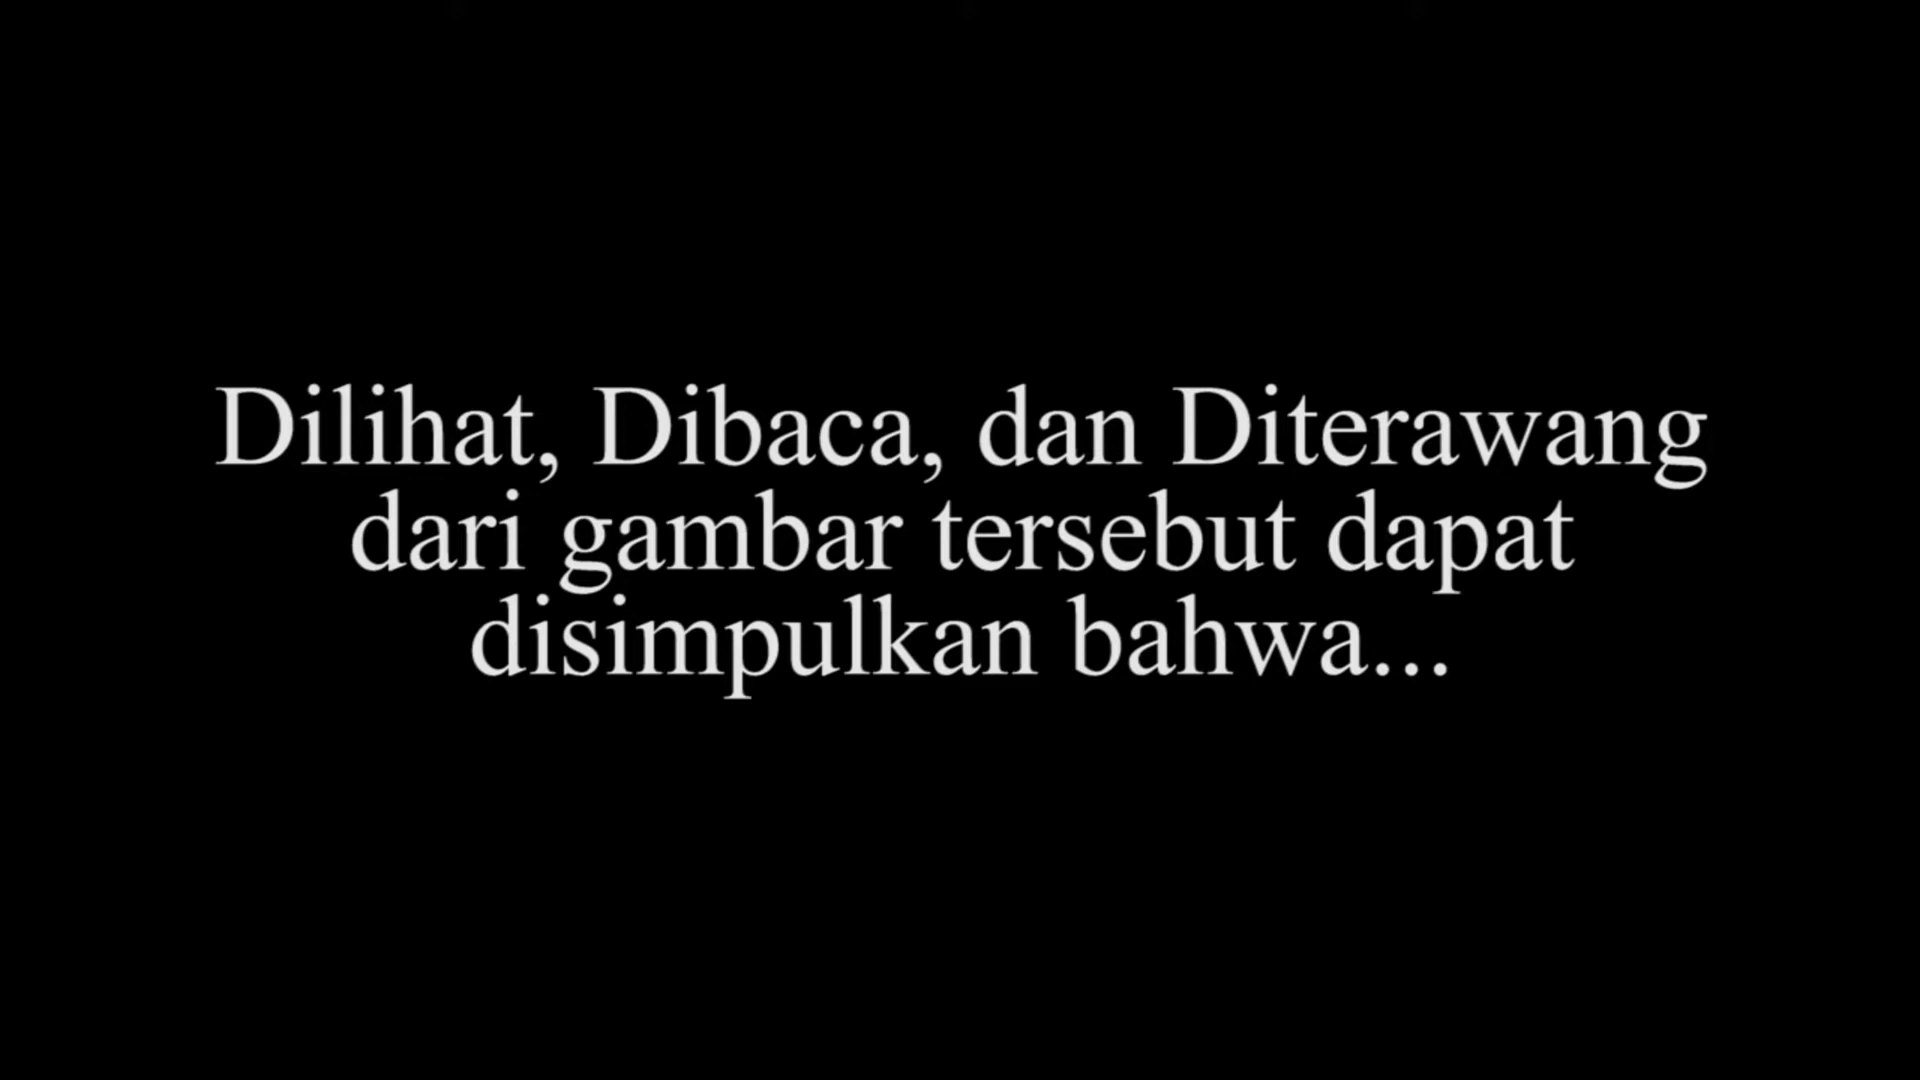 Dilihat, Dibaca, dan Diterawang
dari gambar tersebut dapat
disimpulkan bahwa...